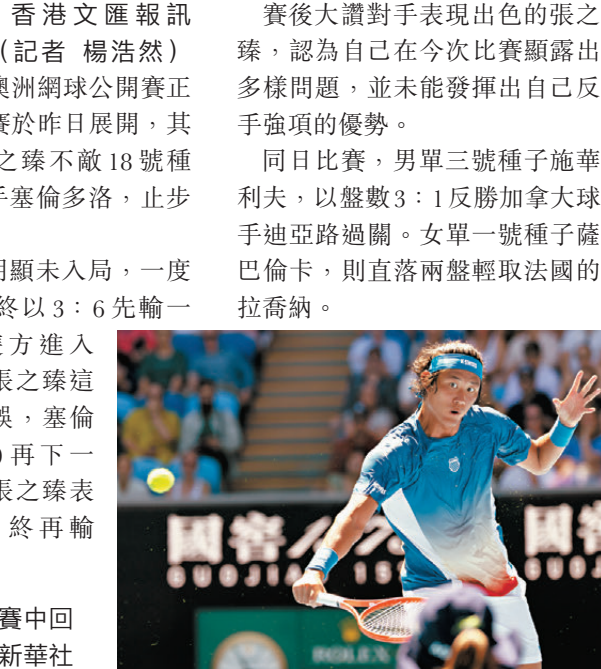 香港文匯報訊
(記者 楊浩然)
澳洲網球公開賽正
賽於昨日展開，其
之臻不敵18號種
手塞倫多洛，止步
明顯未入局，一度
終以3：6先輸一
雙方進入
張之臻這
誤，塞倫
)再下一
張之臻表
終再輸
賽中回
新華社
賽後大讚對手表現出色的張之
臻，認為自己在今次比賽顯露出
多樣問題，並未能發揮出自己反
手強項的優勢。
同日比賽，男單三號種子施華
利夫，以盤數3：1反勝加拿大球
手迪亞路過關。女單一號種子薩
巴倫卡，則直落兩盤輕取法國的
拉喬納。
國窖
GUOJIA
國窖
ROLEX